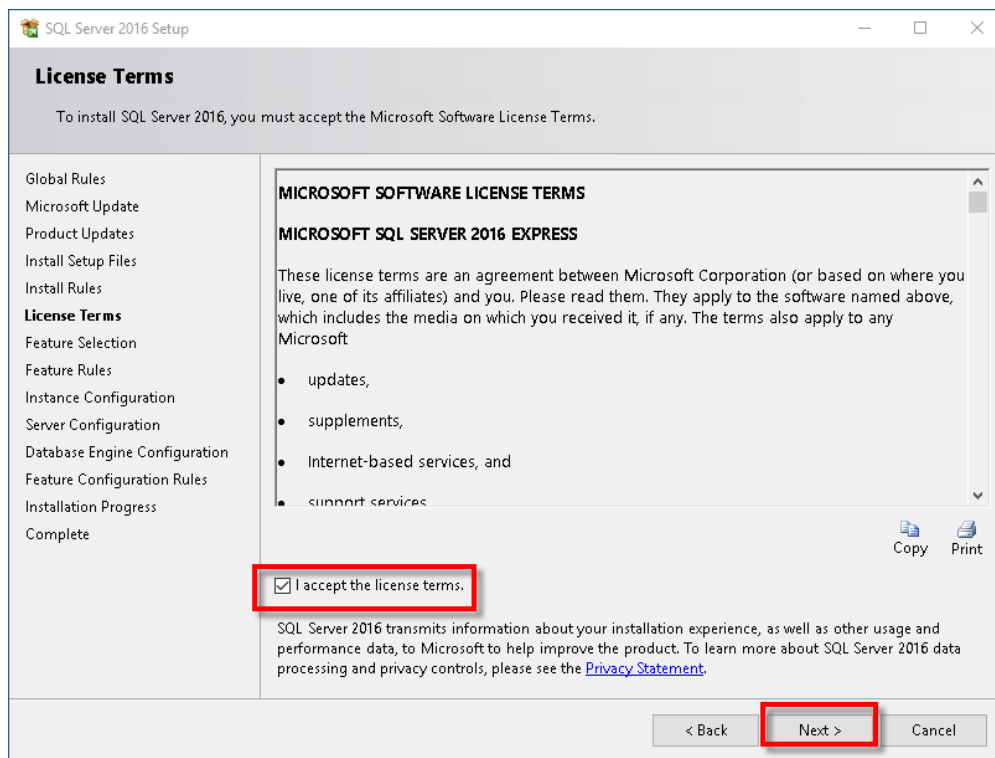 SQL Server 2016 Setup
License Terms
To install SQL Server 2016, you must accept the Microsoft Software License Terms.
Global Rules
Microsoft Update
Product Updates
Install Setup Files
Install Rules
License Terms
Feature Selection
Feature Rules
Instance Configuration
Server Configuration
Database Engine Configuration
Feature Configuration Rules
Installation Progress
Complete
MICROSOFT SOFTWARE LICENSE TERMS
MICROSOFT SQL SERVER 2016 EXPRESS
These license terms are an agreement between Microsoft Corporation (or based on where you
live, one of its affiliates) and you. Please read them. They apply to the software named above,
which includes the media on which you received it, if any. The terms also apply to any
Microsoft
• updates,
• supplements,
• Internet-based services, and
• support services
Copy
Print
I accept the license terms.
SQL Server 2016 transmits information about your installation experience, as well as other usage and
performance data, to Microsoft to help improve the product. To learn more about SQL Server 2016 data
processing and privacy controls, please see the Privacy Statement.
< Back
Next >
Cancel